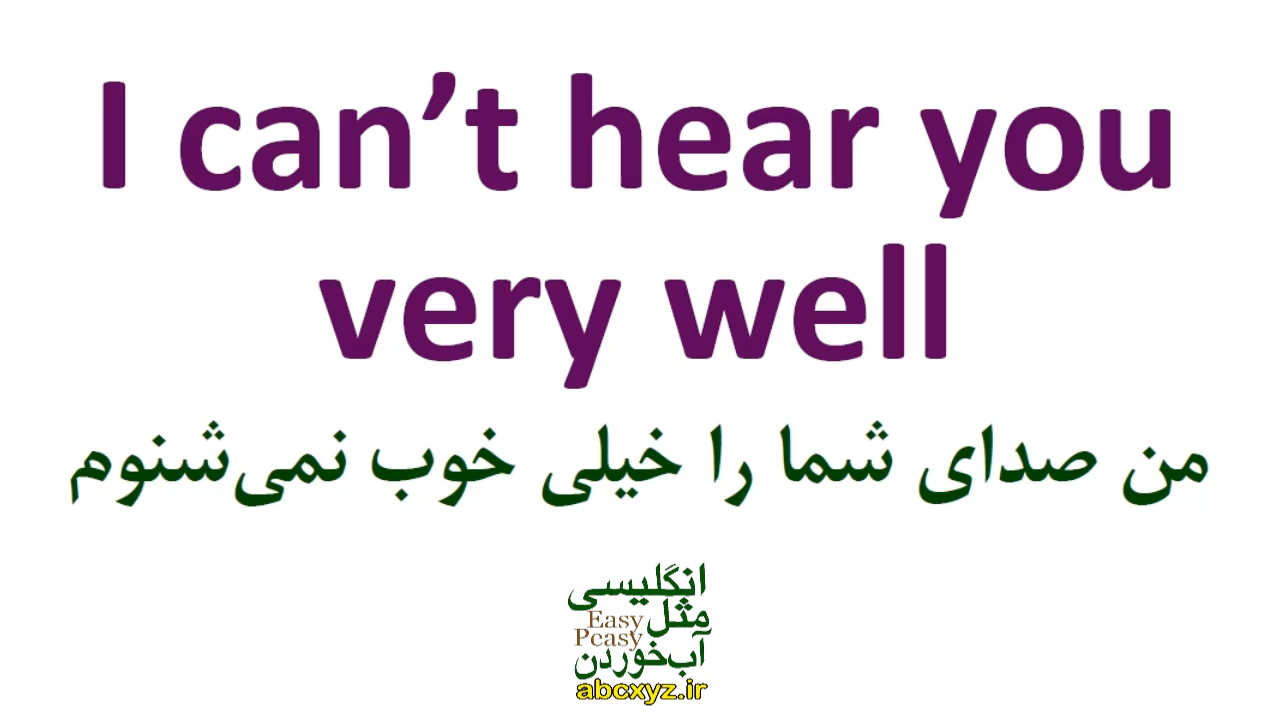 I can’t hear you
very well
من صدای شما را خیلی خوب نمی‌شنوم
انگلیسی
مثل
Easy
Peasy
آب‌خوردن
abcxyz.ir